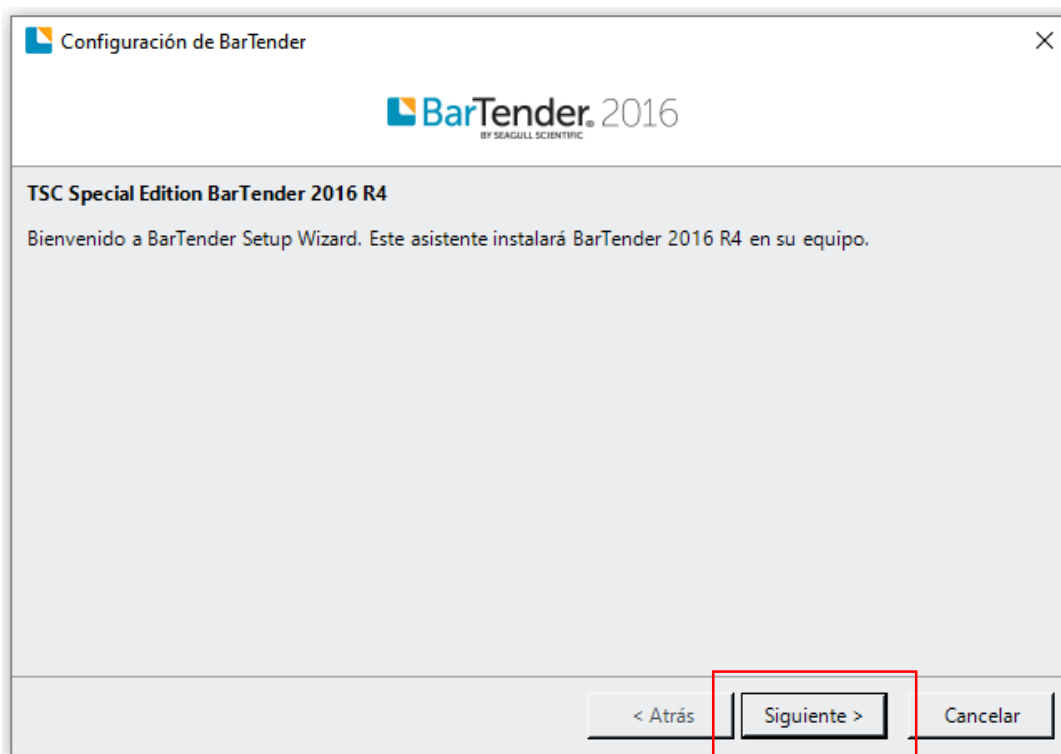 Configuración de BarTender
BarTender® 2016
BY SEAGULL SCIENTIFIC
TSC Special Edition BarTender 2016 R4
Bienvenido a BarTender Setup Wizard. Este asistente instalará BarTender 2016 R4 en su equipo.
< Atrás Siguiente > Cancelar